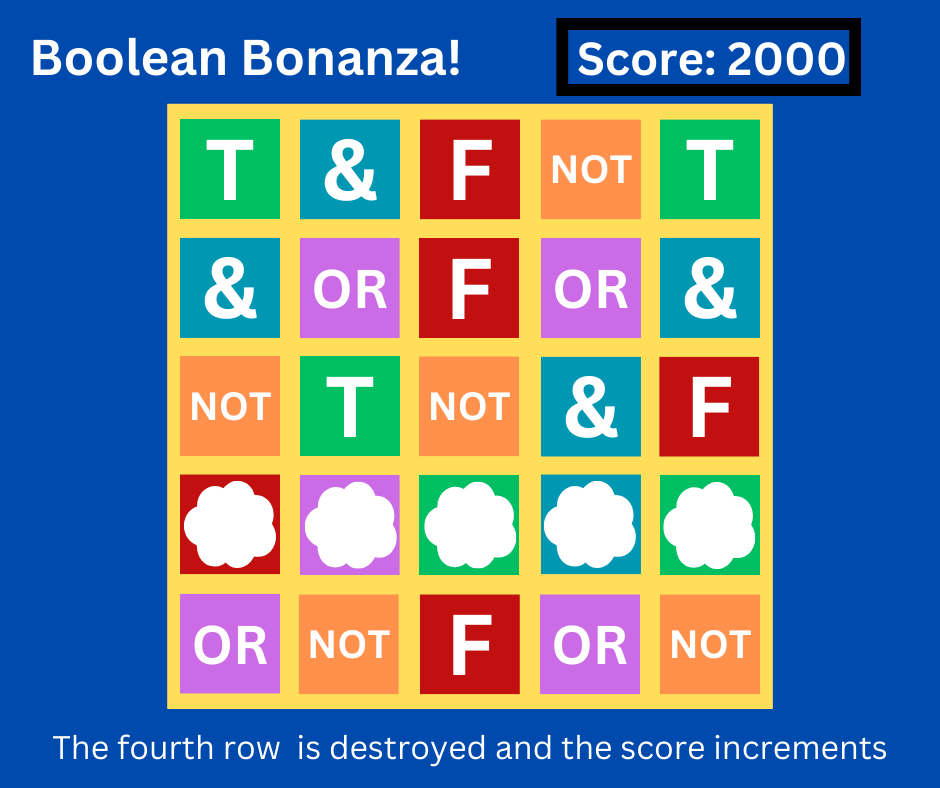 Boolean Bonanza! Score: 2000
T & F NOT T
& OR F OR &
NOT T NOT & F
OR NOT F OR NOT
The fourth row  is destroyed and the score increments